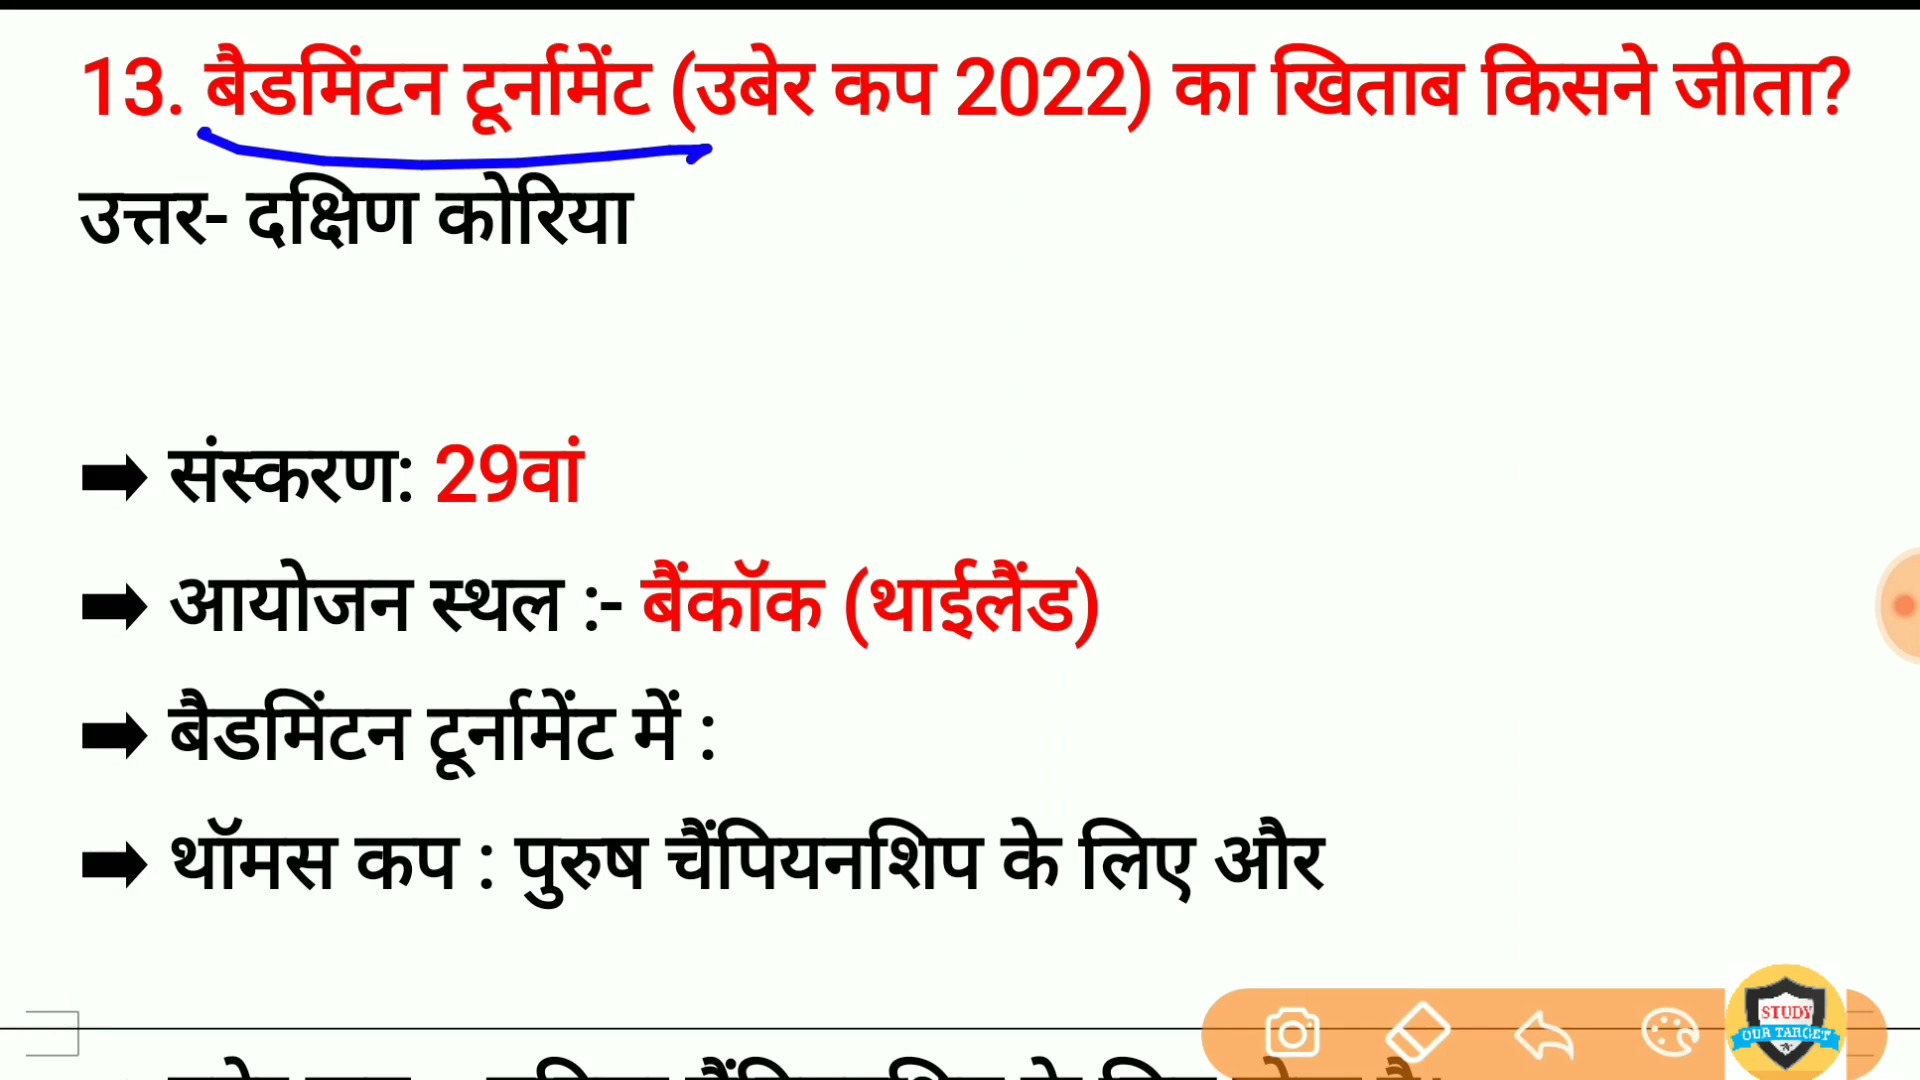 13. बैडमिंटन टूर्नामेंट (उबेर कप 2022) का खिताब किसने जीता?
उत्तर- दक्षिण कोरिया
➡ संस्करण: 29वां
➡ आयोजन स्थल :- बैंकॉक (थाईलैंड)
➡ बैडमिंटन टूर्नामेंट में :
➡ थॉमस कप : पुरुष चैंपियनशिप के लिए और
STUDY
OUR TARGET